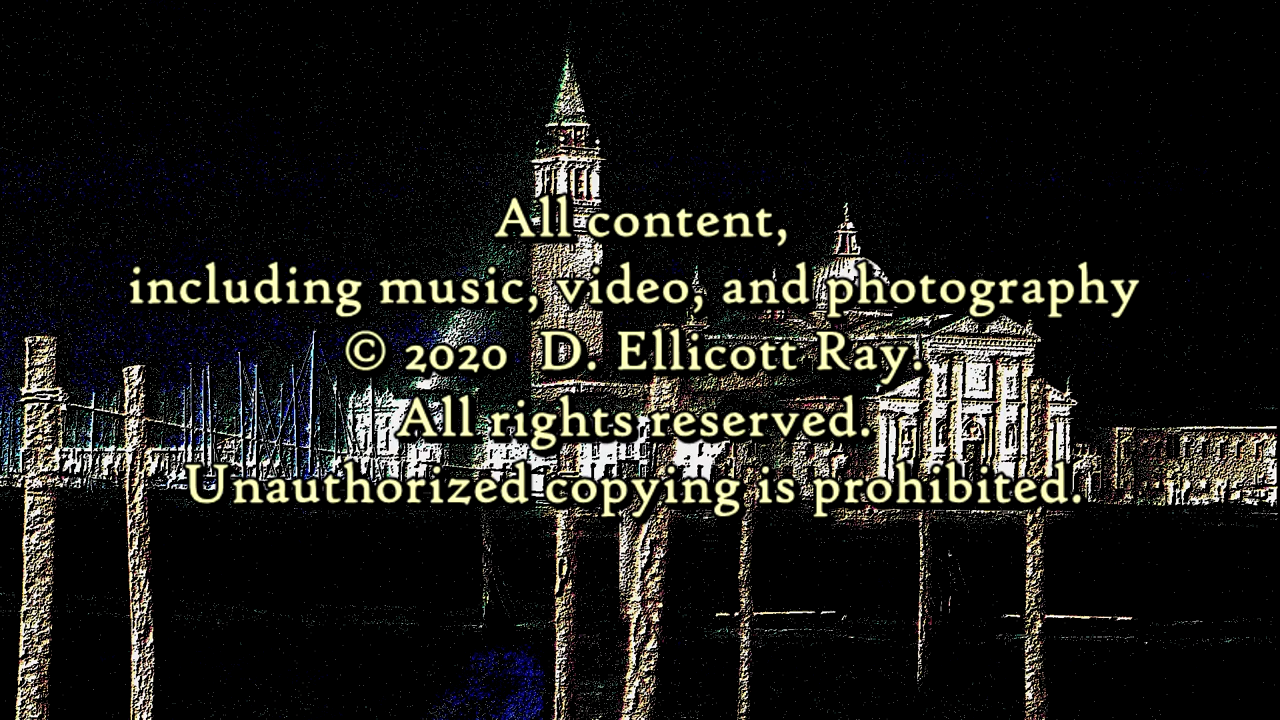 All content,
including music, video, and photography
© 2020 D. Ellicott Ray.
All rights reserved.
Unauthorized copying is prohibited.